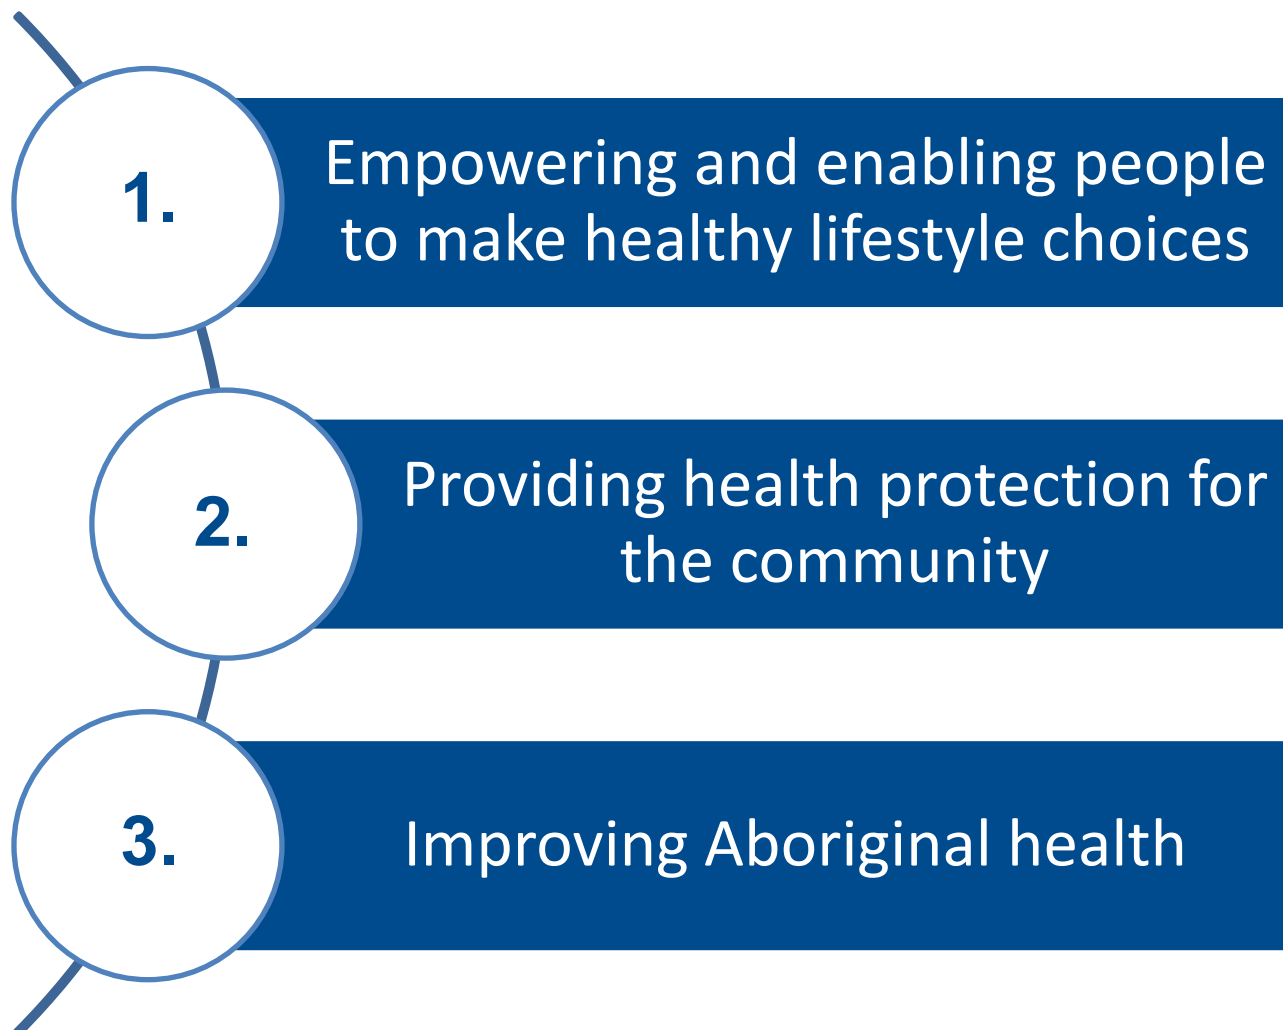 1.
Empowering and enabling people
to make healthy lifestyle choices
2.
Providing health protection for
the community
3.
Improving Aboriginal health